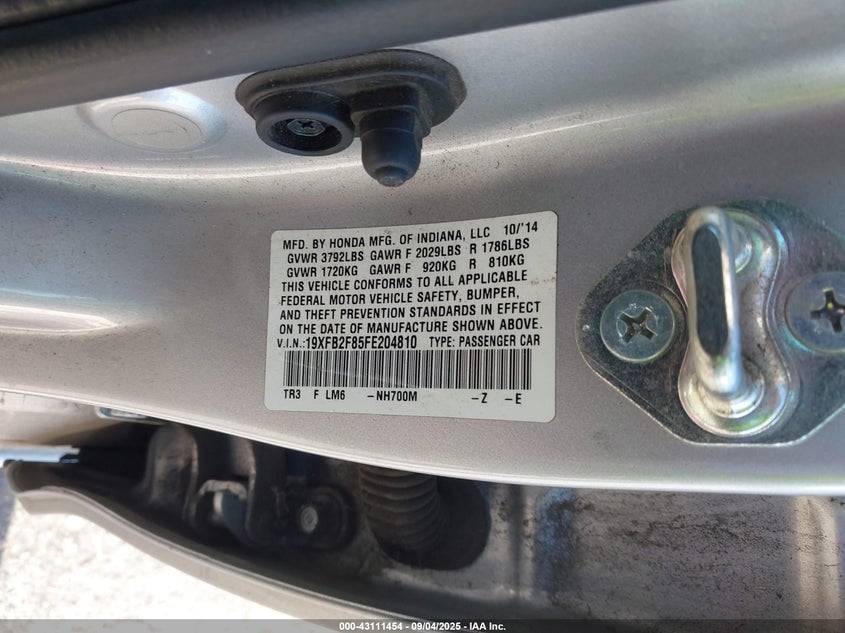 MFD. BY HONDA MFG. OF INDIANA, LLC 10/'14
GVWR 3792LBS GAWR F 2029LBS R 1786LBS
GVWR 1720KG GAWR F 920KG R 810KG
THIS VEHICLE CONFORMS TO ALL APPLICABLE
FEDERAL MOTOR VEHICLE SAFETY, BUMPER,
AND THEFT PREVENTION STANDARDS IN EFFECT
ON THE DATE OF MANUFACTURE SHOWN ABOVE.
V.I.N.:19XFB2F85FE204810 TYPE: PASSENGER CAR
TR3 F LM6 -NH700M -Z -E
000-43111454 - 09/04/2025 - IAA Inc.